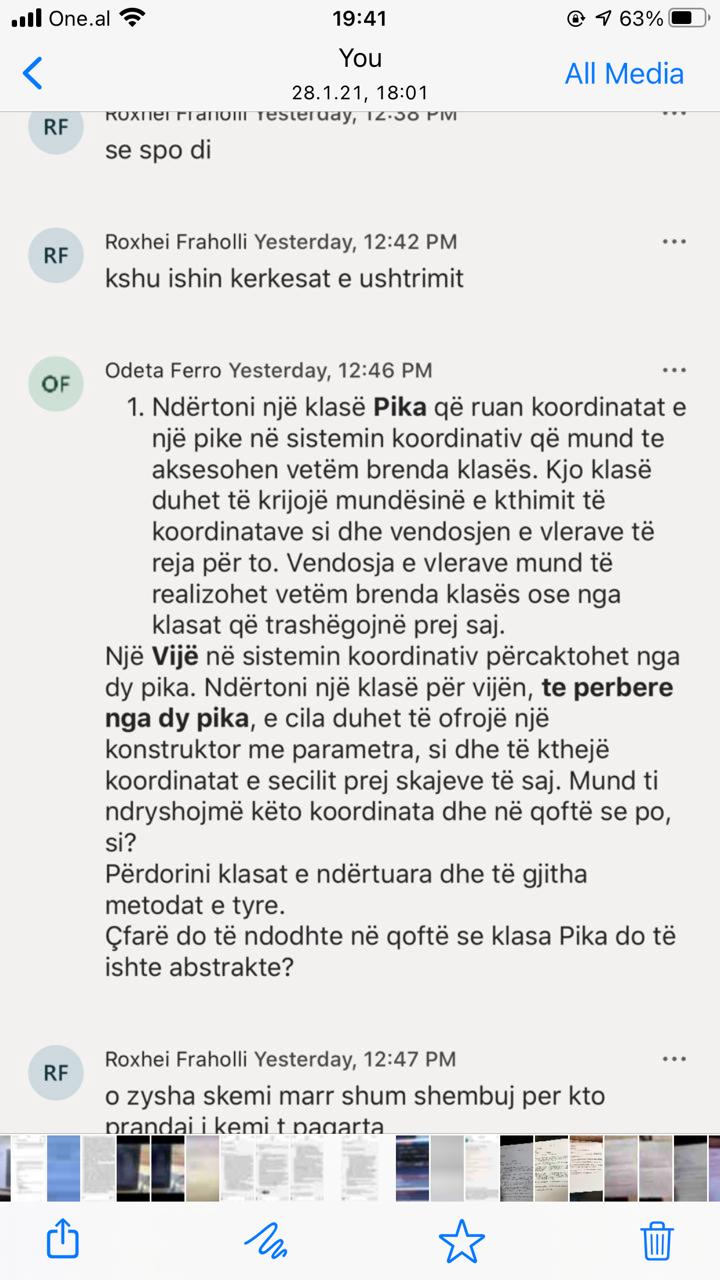 One.al 19:41 63%
You
28.1.21, 18:01
All Media
RF Roxhei Fraholli Yesterday, 12:38 PM
se spo di
RF Roxhei Fraholli Yesterday, 12:42 PM
kshu ishin kerkesat e ushtrimit
OF Odeta Ferro Yesterday, 12:46 PM
1. Ndërtoni një klasë Pika që ruan koordinatat e
një pike në sistemin koordinativ që mund te
aksesohen vetëm brenda klasës. Kjo klasë
duhet të krijojë mundësinë e kthimit të
koordinatave si dhe vendosjen e vlerave të
reja për to. Vendosja e vlerave mund të
realizohet vetëm brenda klasës ose nga
klasat që trashëgojnë prej saj.
Një Vijë në sistemin koordinativ përcaktohet nga
dy pika. Ndërtoni një klasë për vijën, te perbere
nga dy pika, e cila duhet të ofrojë një
konstruktor me parametra, si dhe të kthejë
koordinatat e secilit prej skajeve të saj. Mund ti
ndryshojmë këto koordinata dhe në qoftë se po,
si?
Përdorini klasat e ndërtuara dhe të gjitha
metodat e tyre.
Çfarë do të ndodhte në qoftë se klasa Pika do të
ishte abstrakte?
RF Roxhei Fraholli Yesterday, 12:47 PM
o zysha skemi marr shum shembuj per kto
prandaj i kemi t paqarta